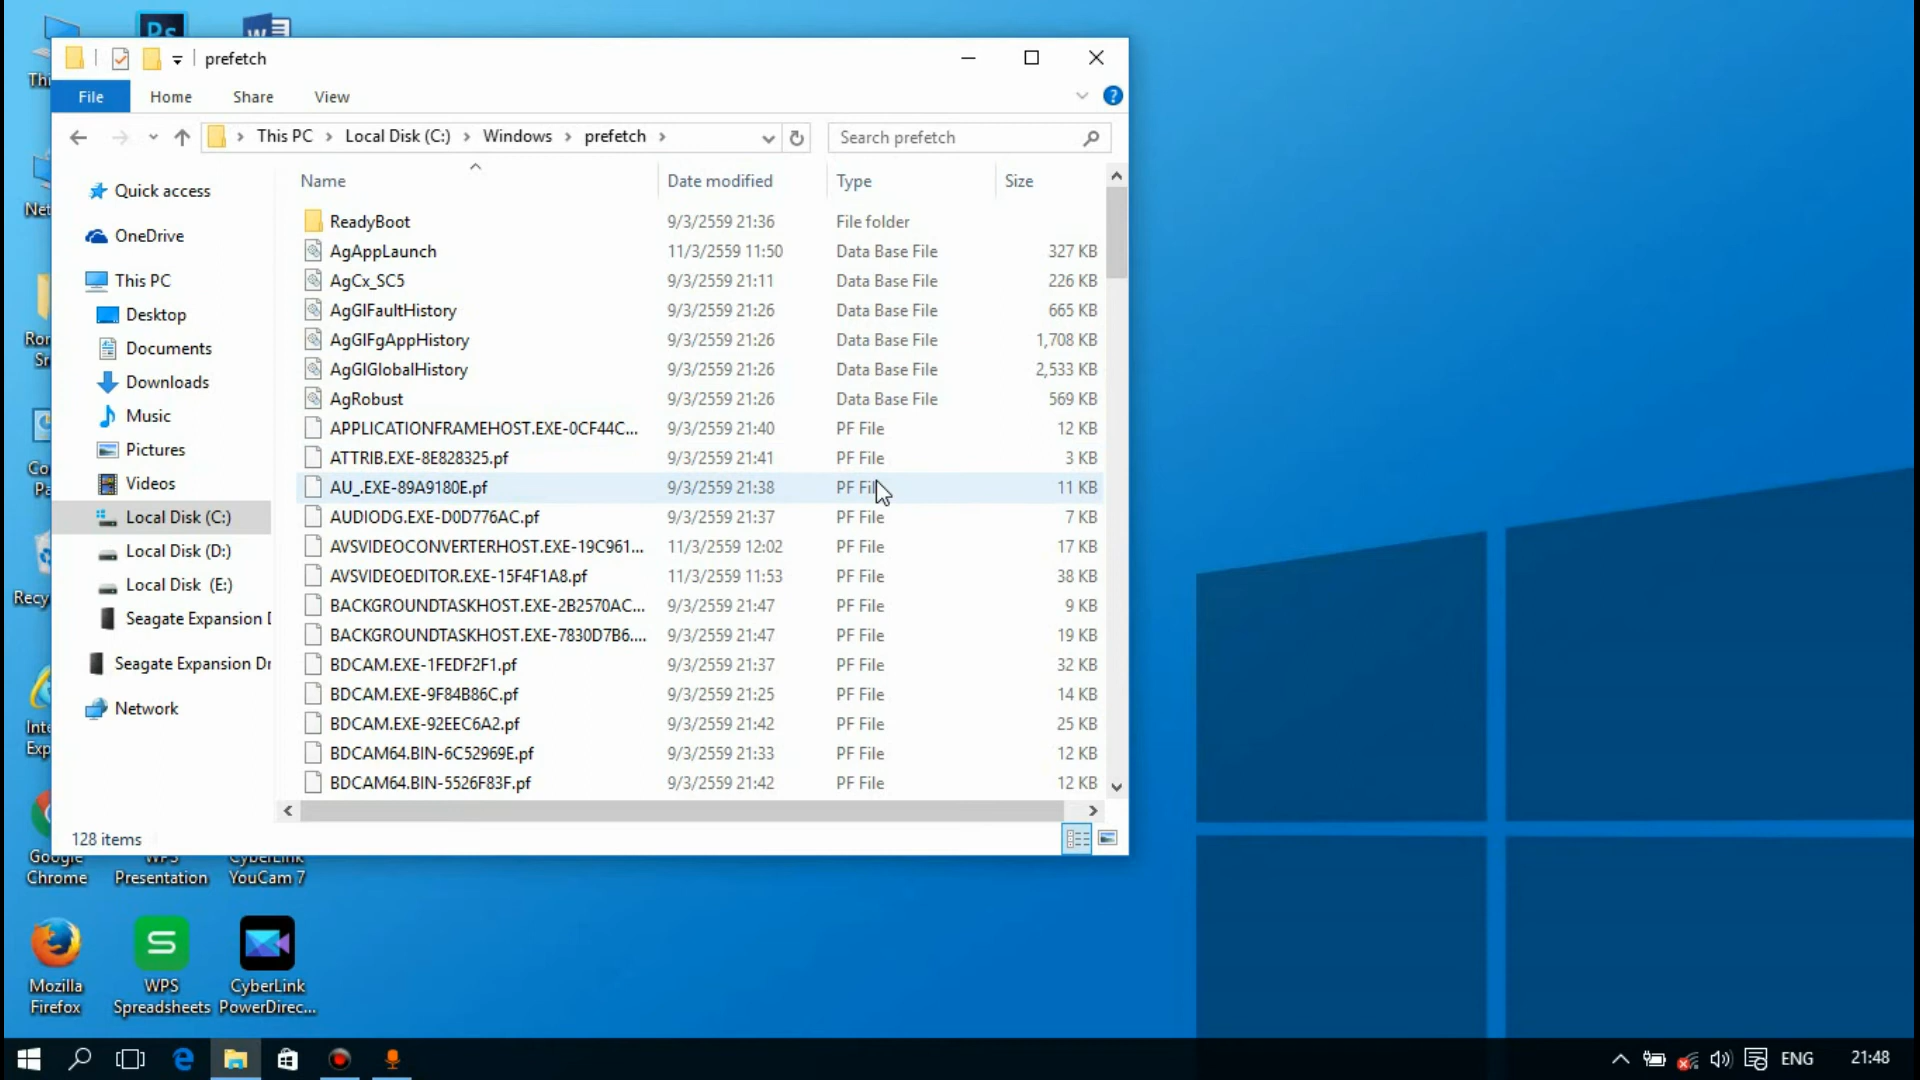 Ps
W
prefetch
File Home Share View
This PC Local Disk (C:) Windows prefetch
Search prefetch
Name Date modified Type Size
Quick access
OneDrive
This PC
Desktop
Documents
Downloads
Music
Pictures
Videos
Local Disk (C:)
Local Disk (D:)
Local Disk (E:)
Seagate Expansion
Seagate Expansion Dr
Network
ReadyBoot 9/3/2559 21:36 File folder
AgAppLaunch 11/3/2559 11:50 Data Base File 327 KB
AgCx_SC5 9/3/2559 21:11 Data Base File 226 KB
AgGlFaultHistory 9/3/2559 21:26 Data Base File 665 KB
AgGlFgAppHistory 9/3/2559 21:26 Data Base File 1,708 KB
AgGlGlobalHistory 9/3/2559 21:26 Data Base File 2,533 KB
AgRobust 9/3/2559 21:26 Data Base File 569 KB
APPLICATIONFRAMEHOST.EXE-0CF44C... 9/3/2559 21:40 PF File 12 KB
ATTRIB.EXE-8E828325.pf 9/3/2559 21:41 PF File 3 KB
AU_.EXE-89A9180E.pf 9/3/2559 21:38 PF File 11 KB
AUDIODG.EXE-D0D776AC.pf 9/3/2559 21:37 PF File 7 KB
AVSVIDEOCONVERTERHOST.EXE-19C961... 11/3/2559 12:02 PF File 17 KB
AVSVIDEOEDITOR.EXE-15F4F1A8.pf 11/3/2559 11:53 PF File 38 KB
BACKGROUNDTASKHOST.EXE-2B2570AC... 9/3/2559 21:47 PF File 9 KB
BACKGROUNDTASKHOST.EXE-7830D7B6.... 9/3/2559 21:47 PF File 19 KB
BDCAM.EXE-1FEDF2F1.pf 9/3/2559 21:37 PF File 32 KB
BDCAM.EXE-9F84B86C.pf 9/3/2559 21:25 PF File 14 KB
BDCAM.EXE-92EEC6A2.pf 9/3/2559 21:42 PF File 25 KB
BDCAM64.BIN-6C52969E.pf 9/3/2559 21:33 PF File 12 KB
BDCAM64.BIN-5526F83F.pf 9/3/2559 21:42 PF File 12 KB
128 items
Google Chrome
WPS Presentation
CyberLink YouCam 7
Mozilla Firefox
WPS Spreadsheets
CyberLink PowerDirec...
ENG 21:48